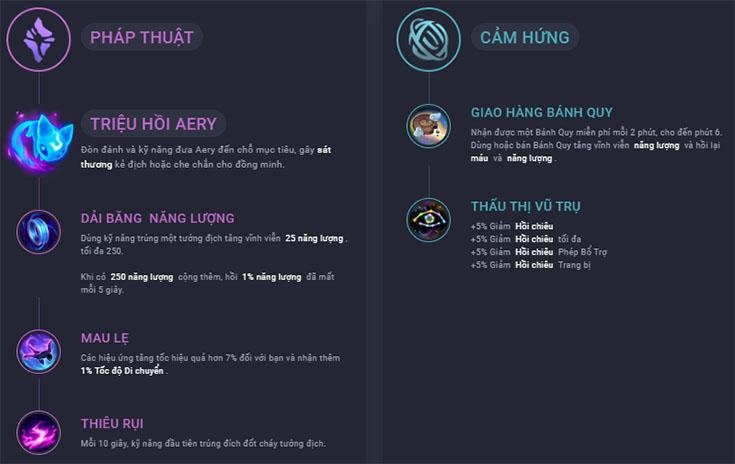 PHÁP THUẬT
TRIỆU HỒI AERY
Đòn đánh và kỹ năng đưa Aery đến chỗ mục tiêu, gây sát
thương kẻ địch hoặc che chắn cho đồng minh.
DẢI BĂNG NĂNG LƯỢNG
Dùng kỹ năng trúng một tướng địch tăng vĩnh viễn 25 năng lượng ,
tối đa 250.
Khi có 250 năng lượng cộng thêm, hồi 1% năng lượng đã mất
mỗi 5 giây.
MAU LẸ
Các hiệu ứng tăng tốc hiệu quả hơn 7% đối với bạn và nhận thêm
1% Tốc độ Di chuyển .
THIÊU RỤI
Mỗi 10 giây, kỹ năng đầu tiên trúng đích đốt cháy tướng địch.
CẢM HỨNG
GIAO HÀNG BÁNH QUY
Nhận được một Bánh Quy miễn phí mỗi 2 phút, cho đến phút 6.
Dùng hoặc bán Bánh Quy tăng vĩnh viễn năng lượng và hồi lại
máu và năng lượng .
THẤU THỊ VŨ TRỤ
+5% Giảm Hồi chiêu
+5% Giảm Hồi chiêu tối đa
+5% Giảm Hồi chiêu Phép Bổ Trợ
+5% Giảm Hồi chiêu Trang bị